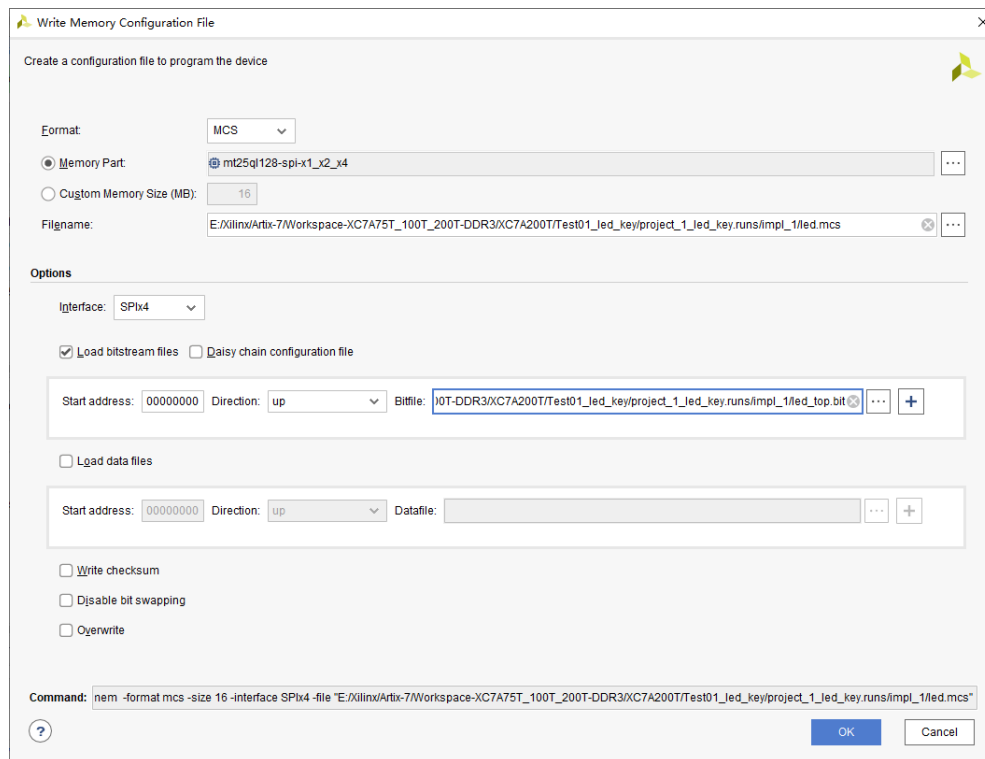 Write Memory Configuration File
Create a configuration file to program the device
Format: MCS
Memory Part: mt25ql128-spi-x1_x2_x4 ...
Custom Memory Size (MB): 16
Filename: E:/Xilinx/Artix-7/Workspace-XC7A75T_100T_200T-DDR3/XC7A200T/Test01_led_key/project_1_led_key.runs/impl_1/led.mcs ...
Options
Interface: SPIx4
Load bitstream files Daisy chain configuration file
Start address: 00000000 Direction: up Bitfile: 00T-DDR3/XC7A200T/Test01_led_key/project_1_led_key.runs/impl_1/led_top.bit ... +
Load data files
Start address: 00000000 Direction: up Datafile: ... +
Write checksum
Disable bit swapping
Overwrite
Command: nem -format mcs -size 16 -interface SPIx4 -file "E:/Xilinx/Artix-7/Workspace-XC7A75T_100T_200T-DDR3/XC7A200T/Test01_led_key/project_1_led_key.runs/impl_1/led.mcs"
? OK Cancel